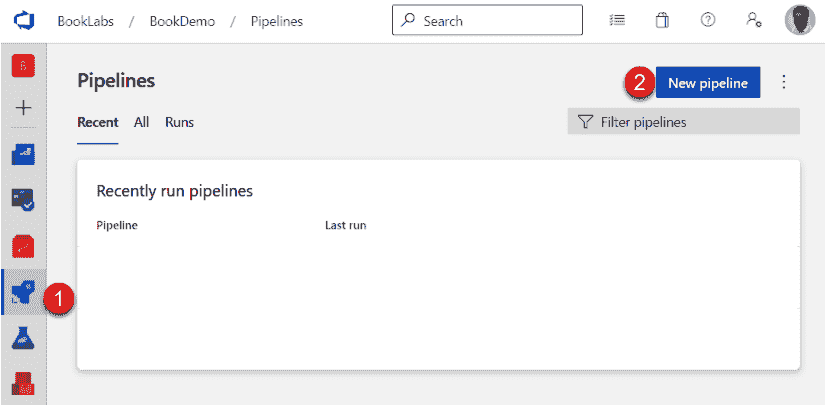 BookLabs / BookDemo / Pipelines
Search
Pipelines
2
New pipeline
Recent All Runs
Filter pipelines
Recently run pipelines
Pipeline Last run
1